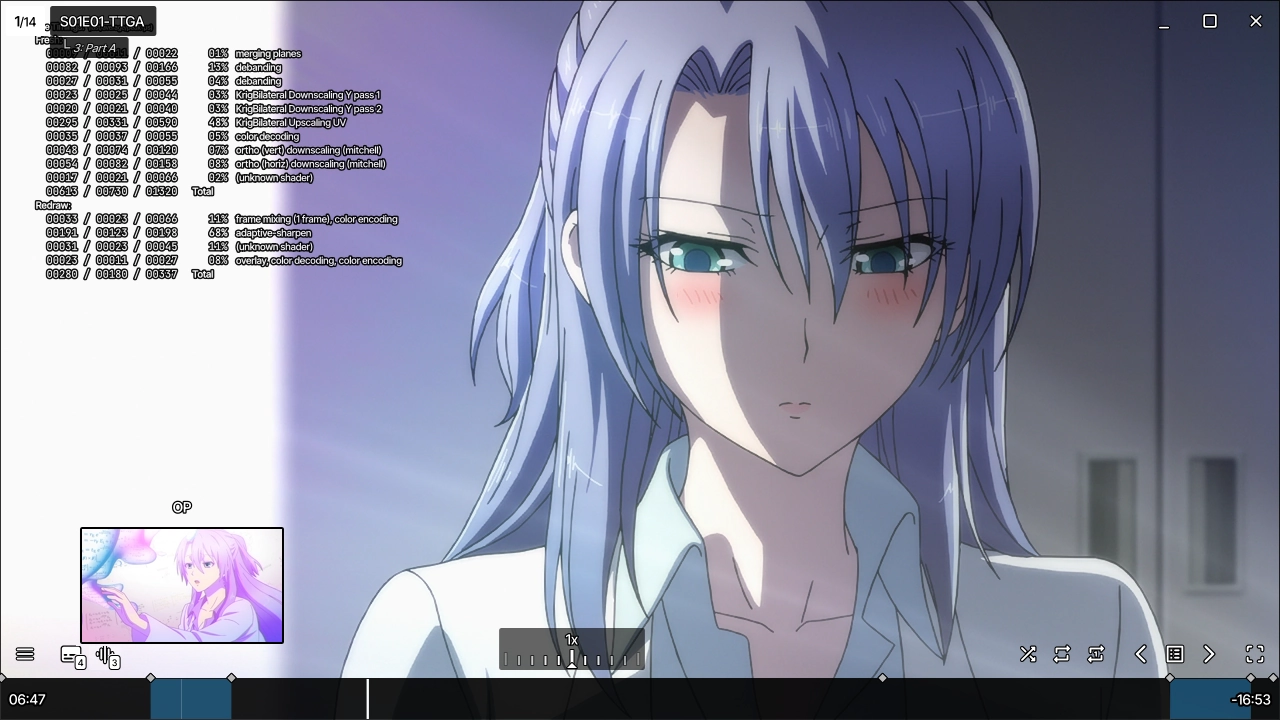 1/14 S01E01-TTGA
└ 3: Part A
Fresh:
/ 00022 01% merging planes
00082 / 00093 / 00166 13% debanding
00027 / 00031 / 00055 04% debanding
00023 / 00025 / 00044 03% KrigBilateral Downscaling Y pass 1
00020 / 00021 / 00040 03% KrigBilateral Downscaling Y pass 2
00295 / 00331 / 00590 48% KrigBilateral Upscaling UV
00035 / 00037 / 00055 05% color decoding
00048 / 00074 / 00120 07% ortho (vert) downscaling (mitchell)
00054 / 00082 / 00158 08% ortho (horiz) downscaling (mitchell)
00017 / 00021 / 00066 02% (unknown shader)
00613 / 00730 / 01320 Total
Redraw:
00033 / 00023 / 00066 11% frame mixing (1 frame), color encoding
00191 / 00123 / 00198 68% adaptive-sharpen
00031 / 00023 / 00045 11% (unknown shader)
00023 / 00011 / 00027 08% overlay, color decoding, color encoding
00280 / 00180 / 00337 Total
OP
1x
4 3
06:47 -16:53